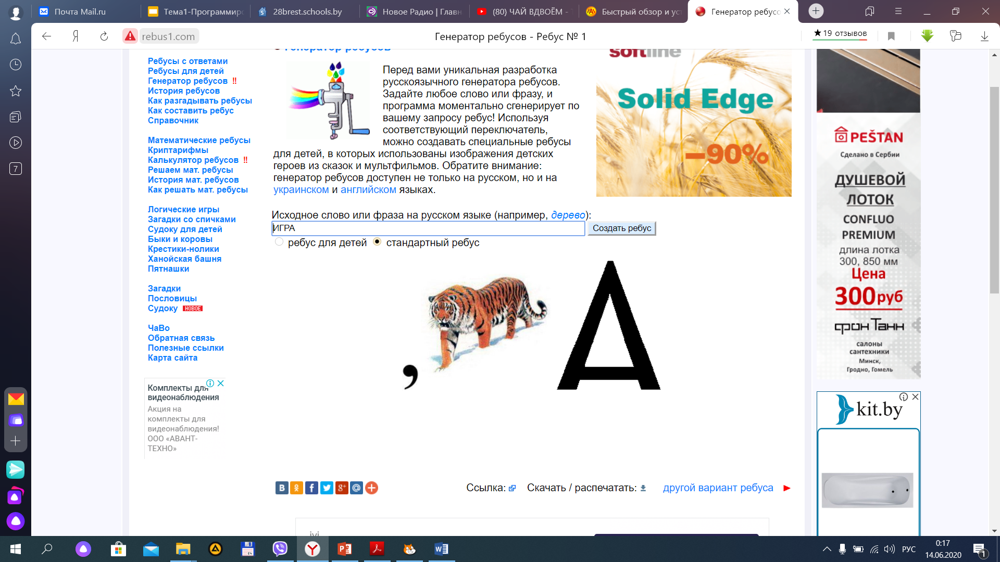 Почта Mail.ru
Тема1-Программиро
28brest.schools.by
Новое Радио | Главн
(80) ЧАЙ ВДВОЁМ -
Быстрый обзор и уст
Генератор ребусо
rebus1.com
Генератор ребусов - Ребус № 1
★19 отзывов
7
Ребусы с ответами
Ребусы для детей
Генератор ребусов !!
История ребусов
Как разгадывать ребусы
Как составить ребус
Справочник
Математические ребусы
Криптарифмы
Калькулятор ребусов !!
Решаем мат. ребусы
История мат. ребусов
Как решать мат. ребусы
Логические игры
Загадки со спичками
Судоку для детей
Быки и коровы
Крестики-нолики
Ханойская башня
Пятнашки
Загадки
Пословицы
Судоку НОВОЕ
ЧаВо
Обратная связь
Полезные ссылки
Карта сайта
Комплекты для
видеонаблюдения
Акция на
комплекты для
видеонаблюдения!
ООО «АВАНТ-
ТЕХНО»
Генератор ребусов
Перед вами уникальная разработка
русскоязычного генератора ребусов.
Задайте любое слово или фразу, и
программа моментально сгенерирует по
вашему запросу ребус! Используя
соответствующий переключатель,
можно создавать специальные ребусы
для детей, в которых использованы изображения детских
героев из сказок и мультфильмов. Обратите внимание:
генератор ребусов доступен не только на русском, но и на
украинском и английском языках.
softline
Solid Edge
–90%
Исходное слово или фраза на русском языке (например, дерево):
ИГРА
Создать ребус
ребус для детей стандартный ребус
, А
Ссылка: Скачать / распечатать: другой вариант ребуса
ivi
PEŠTAN
Сделано в Сербии
ДУШЕВОЙ
ЛОТОК
CONFLUO
PREMIUM
длина лотка
300, 850 мм
Цена
300руб
фон Танн
салоны
сантехники
Минск,
Гродно, Гомель
kit.by
РУС
0:17
14.06.2020
1